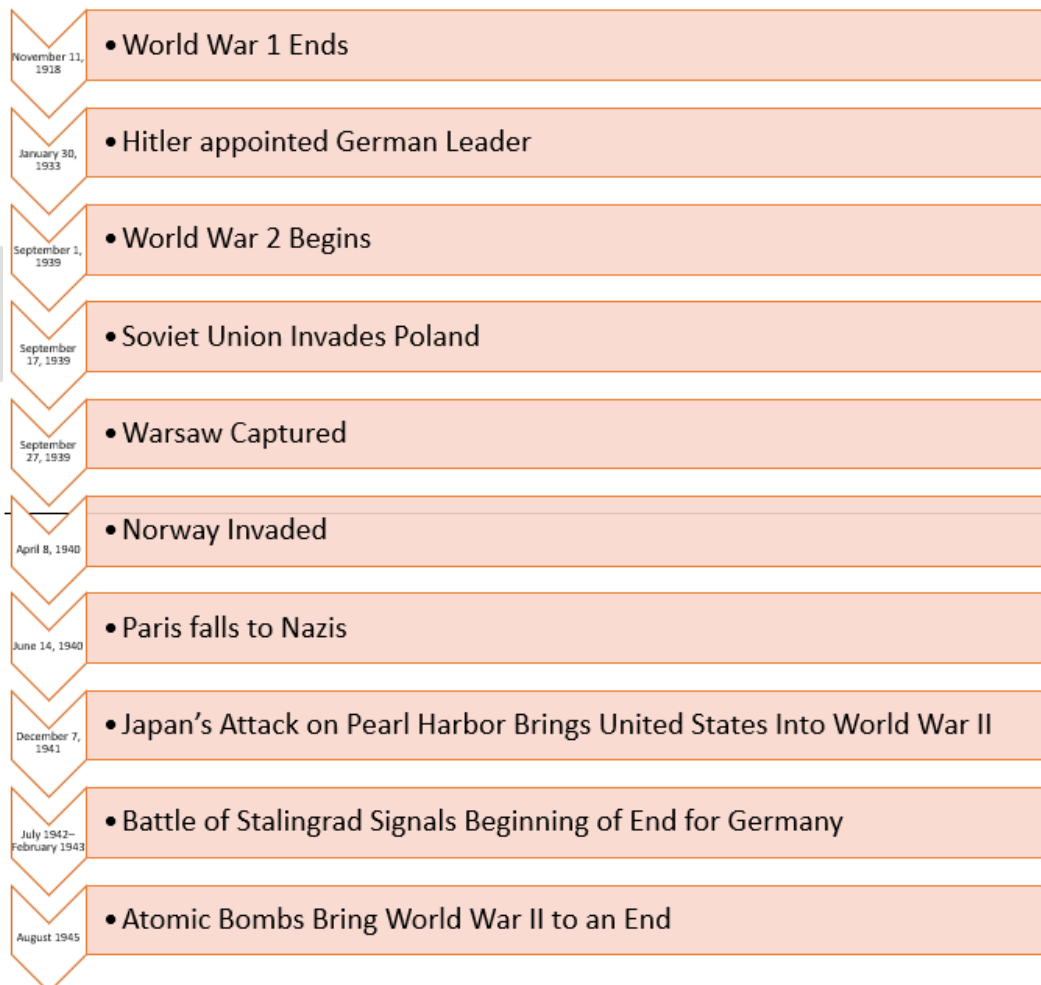 November 11,
1918
• World War 1 Ends
January 30,
1933
• Hitler appointed German Leader
September 1,
1939
• World War 2 Begins
September
17, 1939
• Soviet Union Invades Poland
September
27, 1939
• Warsaw Captured
April 8, 1940
• Norway Invaded
June 14, 1940
• Paris falls to Nazis
December 7,
1941
• Japan’s Attack on Pearl Harbor Brings United States Into World War II
July 1942–
February 1943
• Battle of Stalingrad Signals Beginning of End for Germany
August 1945
• Atomic Bombs Bring World War II to an End